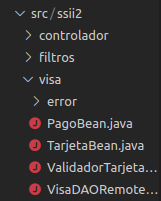 src/ssii2
controlador
filtros
visa
error
PagoBean.java
TarjetaBean.java
ValidadorTarjeta...
VisaDAORemote...